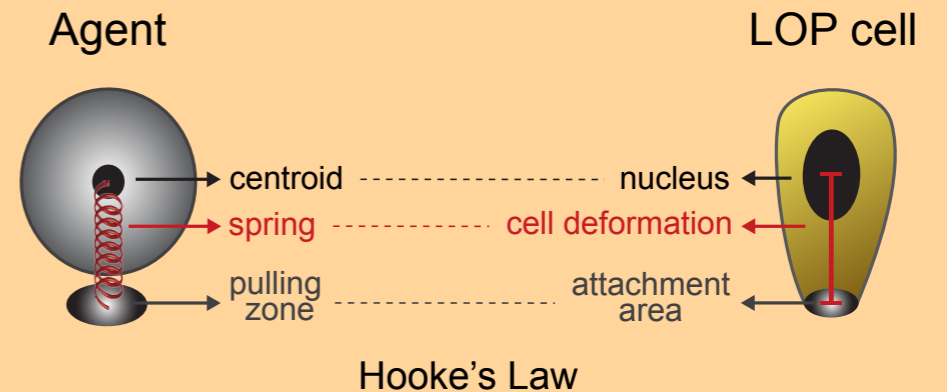 Agent
LOP cell
centroid
nucleus
spring
cell deformation
pulling
zone
attachment
area
Hooke's Law